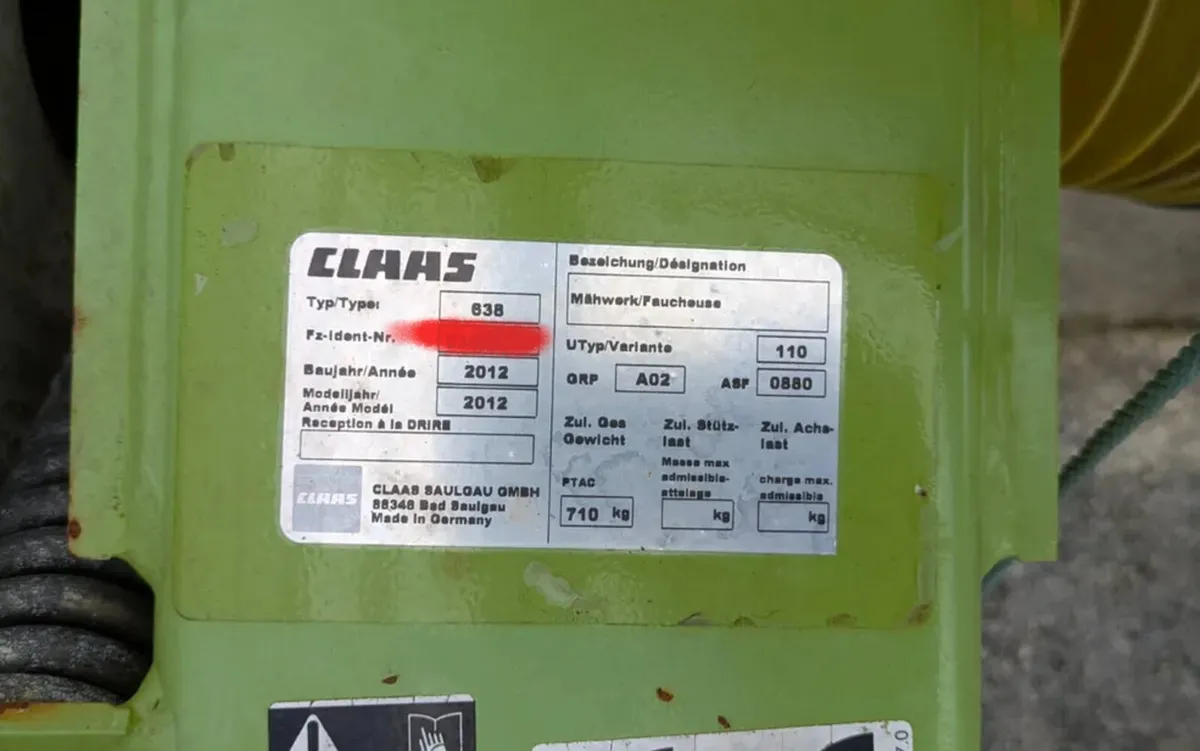 CLAAS
Typ/Type: 638
Fz-Ident-Nr.
Baujahr/Année 2012
Modelljahr/
Année Modél 2012
Reception à la DRIRE
CLAAS
CLAAS SAULGAU GMBH
88348 Bad Saulgau
Made in Germany
Bezeichung/Désignation
Mähwerk/Faucheuse
UTyp/Variante 110
GRP A02 ASF 0880
Zul. Ges Gewicht
PTAC
710 kg
Zul. Stütz-
last
Masse max
admissible-
attelage
kg
Zul. Achs-
last
charge max.
admissible
kg
7.0